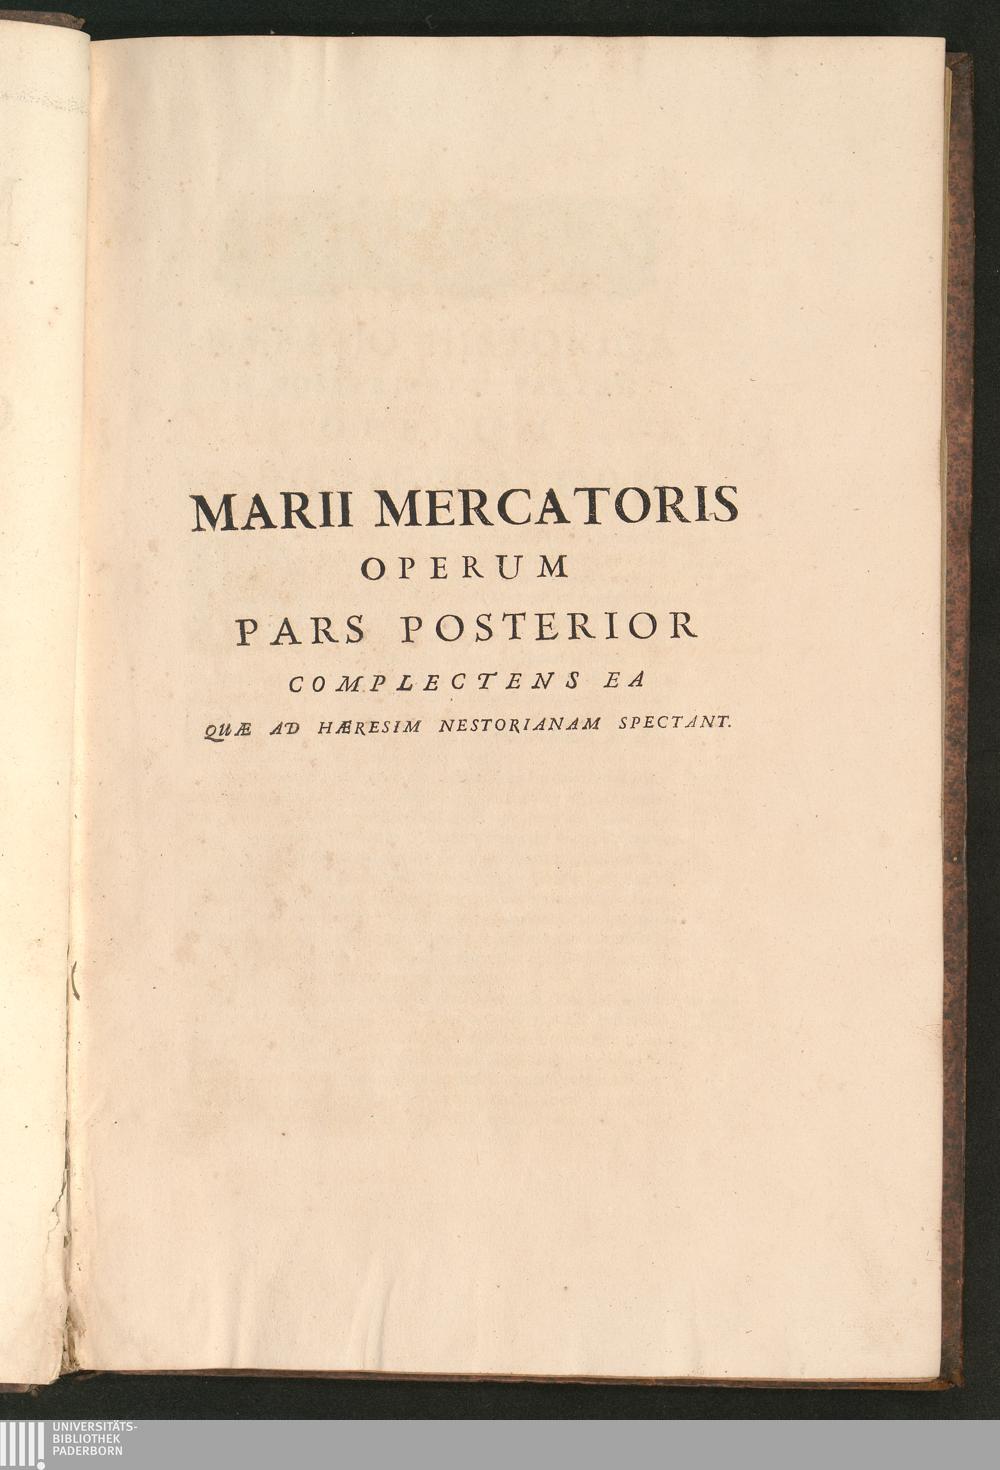 MARII MERCATORIS
OPERUM
PARS POSTERIOR
COMPLECTENS EA
QUÆ AD HÆRESIM NESTORIANAM SPECTANT.
UNIVERSITÄTS-
BIBLIOTHEK
PADERBORN